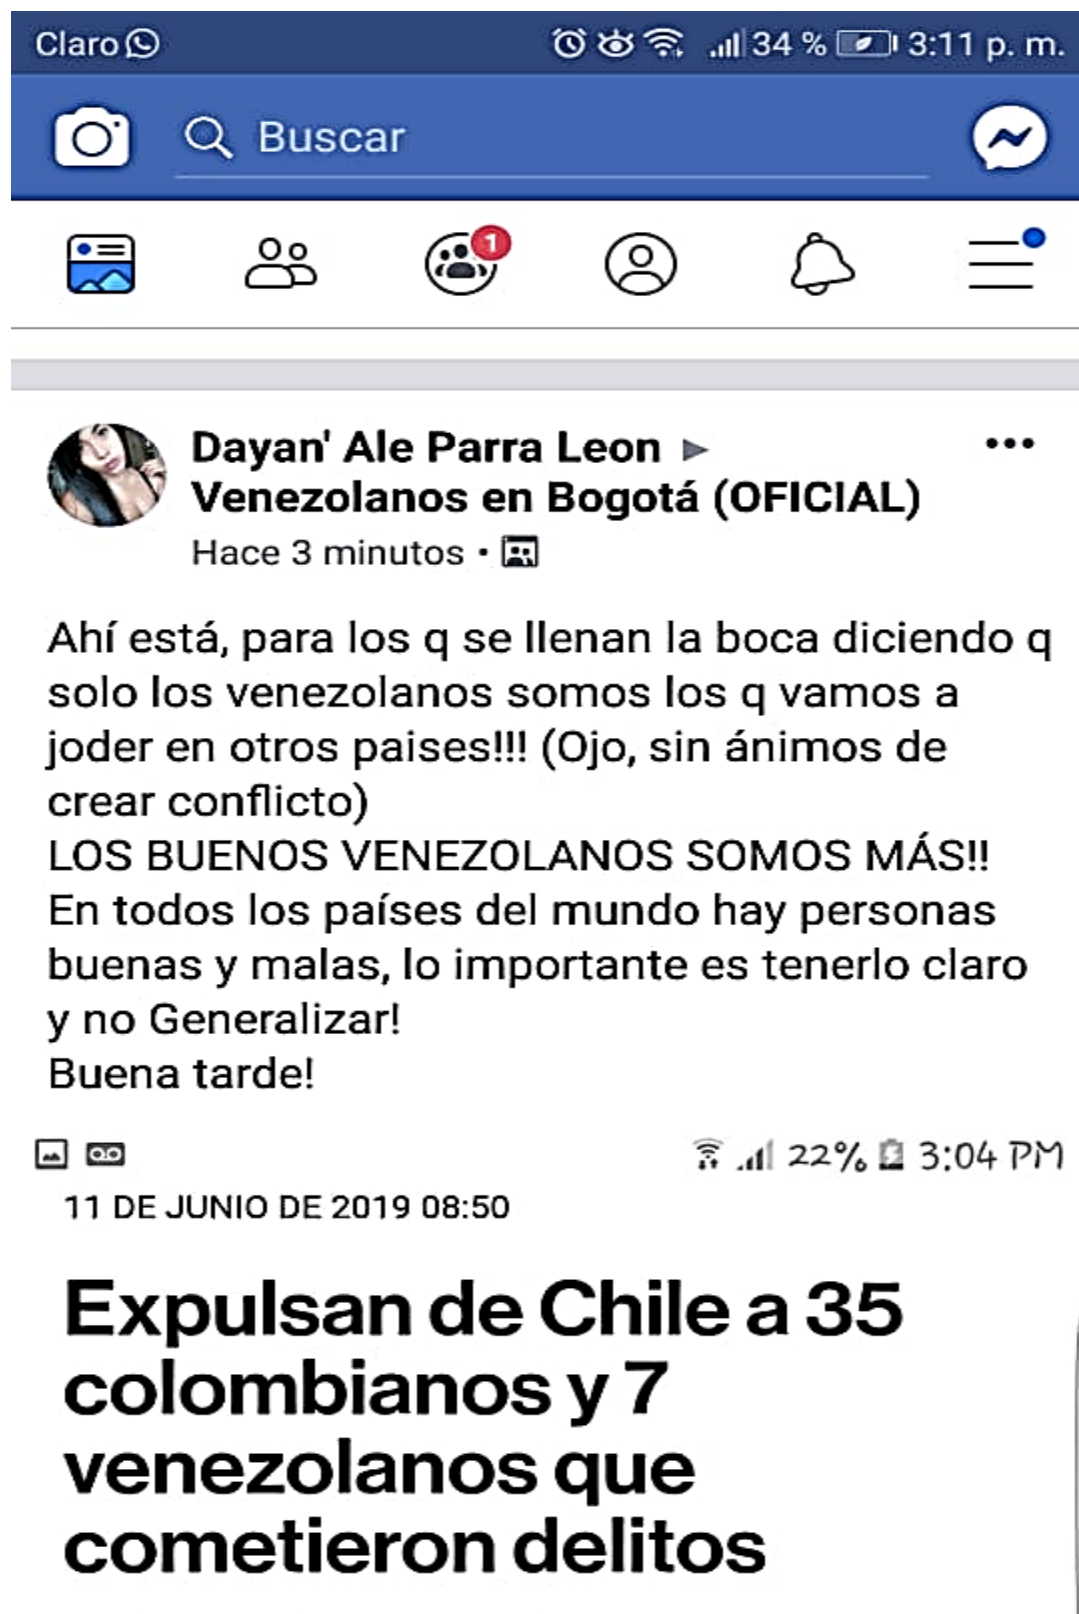 Claro 34 % 3:11 p. m.
Buscar
1
Dayan' Ale Parra Leon ▸
Venezolanos en Bogotá (OFICIAL)
Hace 3 minutos •
Ahí está, para los q se llenan la boca diciendo q
solo los venezolanos somos los q vamos a
joder en otros paises!!! (Ojo, sin ánimos de
crear conflicto)
LOS BUENOS VENEZOLANOS SOMOS MÁS!!
En todos los países del mundo hay personas
buenas y malas, lo importante es tenerlo claro
y no Generalizar!
Buena tarde!
22% 3:04 PM
11 DE JUNIO DE 2019 08:50
Expulsan de Chile a 35
colombianos y 7
venezolanos que
cometieron delitos